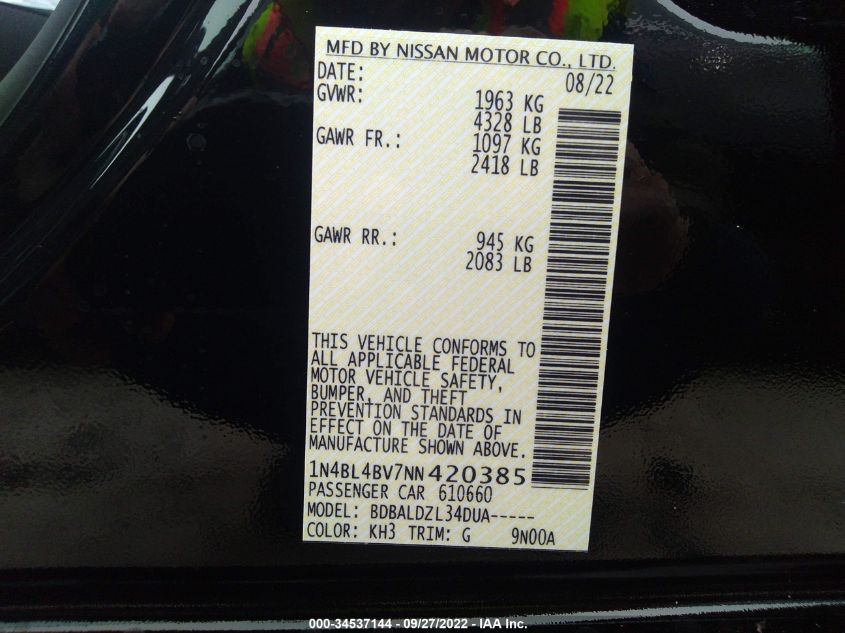 MFD BY NISSAN MOTOR CO., LTD.
DATE: 08/22
GVWR: 1963 KG
4328 LB
GAWR FR.: 1097 KG
2418 LB
GAWR RR.: 945 KG
2083 LB
THIS VEHICLE CONFORMS TO
ALL APPLICABLE FEDERAL
MOTOR VEHICLE SAFETY,
BUMPER, AND THEFT
PREVENTION STANDARDS IN
EFFECT ON THE DATE OF
MANUFACTURE SHOWN ABOVE.
1N4BL4BV7NN420385
PASSENGER CAR 610660
MODEL: BDBALDZL34DUA-----
COLOR: KH3 TRIM: G 9N00A
000-34537144 - 09/27/2022 - IAA Inc.